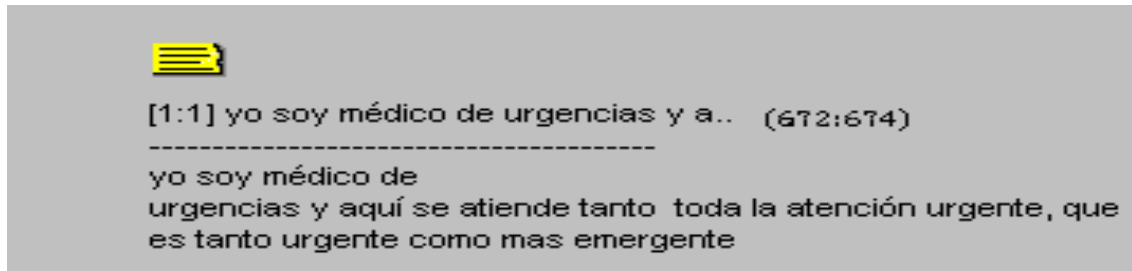 [1:1] yo soy médico de urgencias y a.. (672:674)
----------------------------------------
yo soy médico de
urgencias y aquí se atiende tanto  toda la atención urgente, que
es tanto urgente como mas emergente